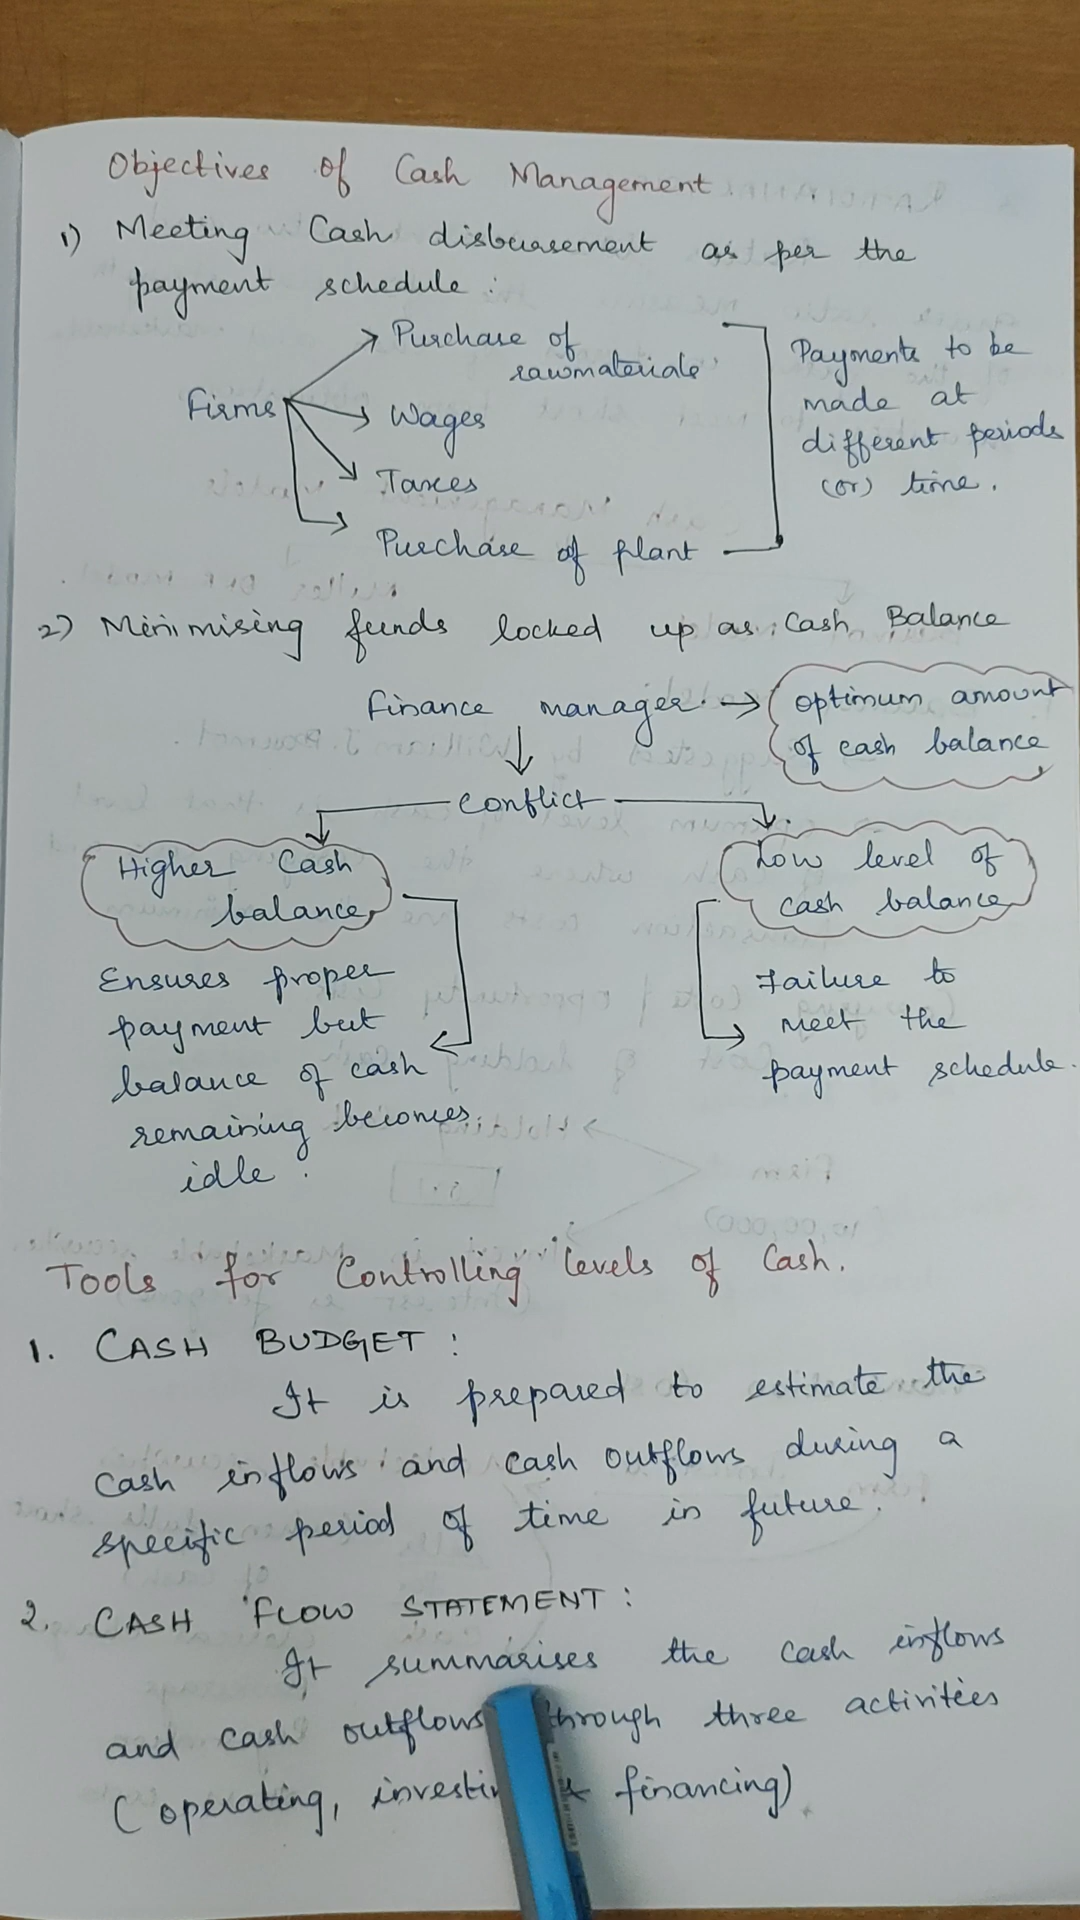 Objectives of Cash Management
1) Meeting Cash disbursement as per the
payment schedule :
Firms
Purchase of
rawmaterials
Wages
Taxes
Purchase of plant
Payments to be
made at
different periods
(or) time.
2) Minimising funds locked up as Cash Balance
Finance manager
optimum amount
of cash balance
Conflict
Higher Cash
balance
Low level of
cash balance
Ensures proper
payment but
balance of cash
remaining becomes
idle.
Failure to
Meet the
payment schedule.
Tools for Controlling levels of Cash.
1. CASH BUDGET :
It is prepared to estimate the
cash inflows and cash outflows during a
specific period of time in future.
2. CASH FLOW STATEMENT :
It summarises the cash inflows
and cash outflows through three activities
(operating, & financing)